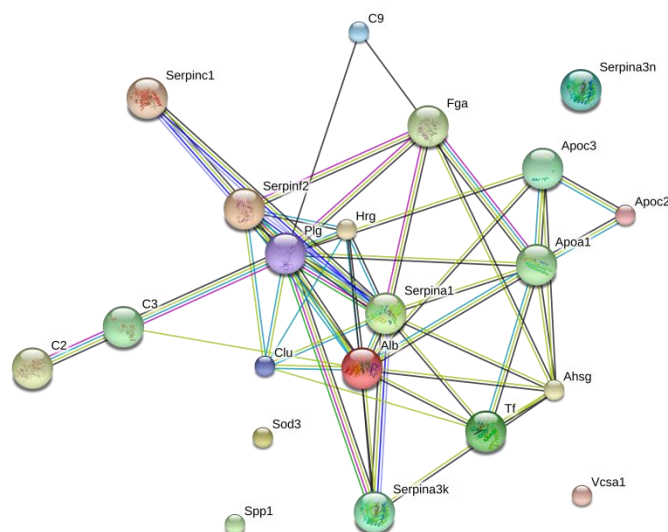 C9
Serpina3n
Serpinc1
Fga
Apoc3
Serpinf2
Hrg
Apoc2
Plg
Apoa1
Serpina1
C3
C2
Clu
Alb
Ahsg
Tf
Sod3
Serpina3k
Vcsa1
Spp1